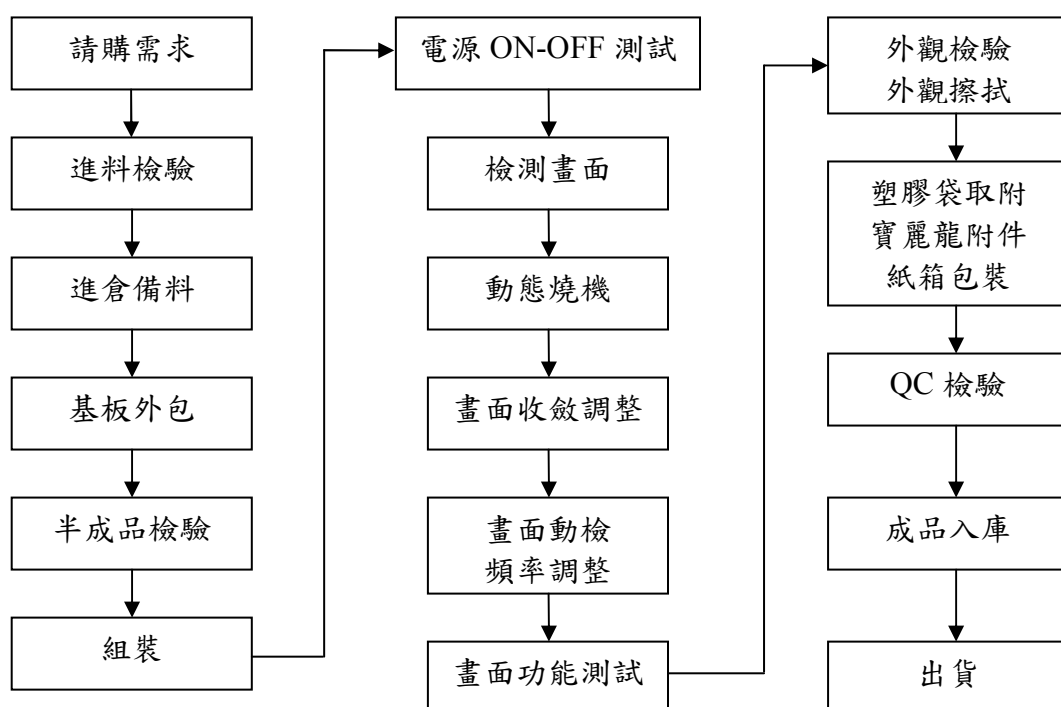 請購需求
進料檢驗
進倉備料
基板外包
半成品檢驗
組裝
電源 ON-OFF 測試
檢測畫面
動態燒機
畫面收斂調整
畫面動檢
頻率調整
畫面功能測試
外觀檢驗
外觀擦拭
塑膠袋取附
寶麗龍附件
紙箱包裝
QC 檢驗
成品入庫
出貨